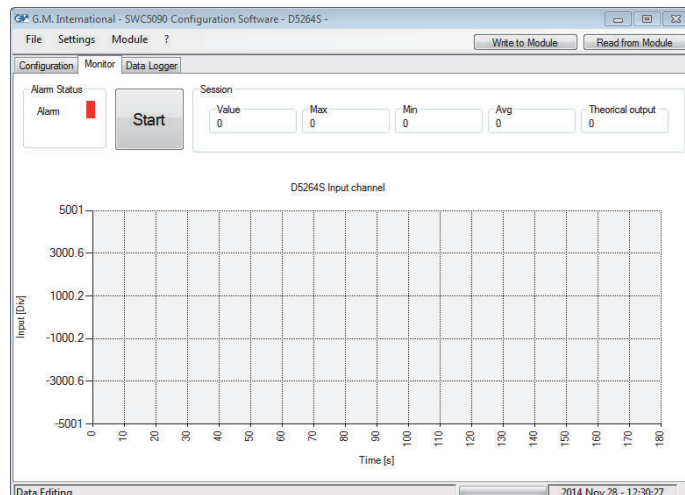 GM G.M. International - SWC5090 Configuration Software - D5264S -
File Settings Module ? Write to Module Read from Module
Configuration Monitor Data Logger
Alarm Status
Alarm
Start
Session
Value Max Min Avg Theorical output
0 0 0 0 0
D5264S Input channel
5001
3000.6
1000.2
-1000.2
-3000.6
-5001
Input [Div]
0 10 20 30 40 50 60 70 80 90 100 110 120 130 140 150 160 170 180
Time [s]
Data Editing 2014 Nov 28 - 12:30:27